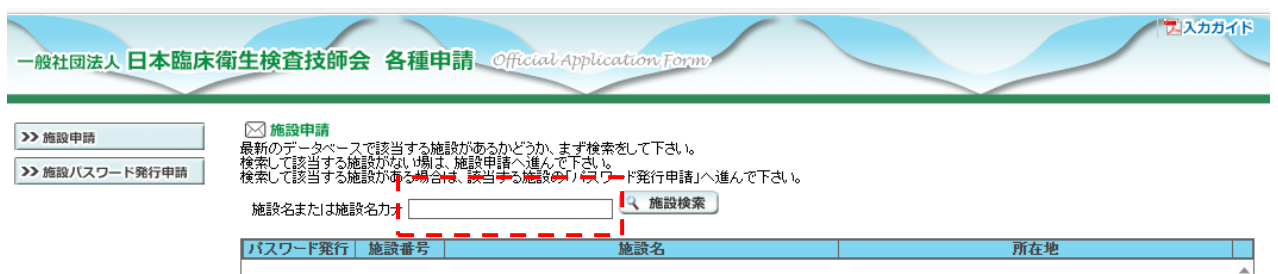 入力ガイド
一般社団法人 日本臨床衛生検査技師会 各種申請 Official Application Form
>> 施設申請
>> 施設パスワード発行申請
施設申請
最新のデータベースで該当する施設があるかどうか、まず検索をして下さい。
検索して該当する施設がない場は、施設申請へ進んで下さい。
検索して該当する施設がある場合は、該当する施設の「パスワード発行申請」へ進んで下さい。
施設名または施設名カナ
施設検索
パスワード発行 施設番号 施設名 所在地